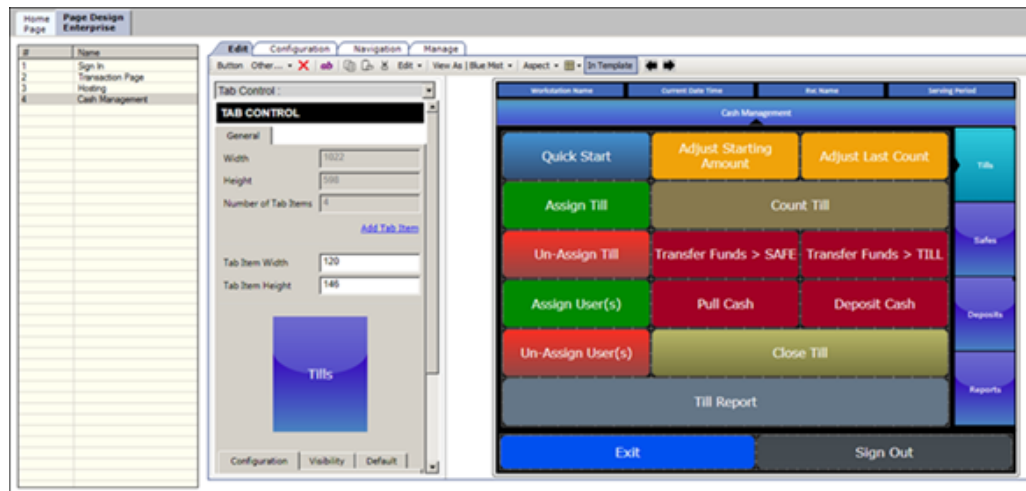 Home Page
Page Design Enterprise
# Name
1 Sign In
2 Transaction Page
3 Hosting
4 Cash Management
Edit Configuration Navigation Manage
Button Other... ab Edit View As | Blue Mist Aspect In Template
Tab Control :
TAB CONTROL
General
Width 1022
Height 598
Number of Tab Items 4
Add Tab Item
Tab Item Width 120
Tab Item Height 146
Tills
Configuration Visibility Default
Workstation Name Current Date Time Rvc Name Serving Period
Cash Management
Quick Start
Adjust Starting Amount
Adjust Last Count
Tills
Assign Till
Count Till
Safes
Un-Assign Till
Transfer Funds > SAFE
Transfer Funds > TILL
Assign User(s)
Pull Cash
Deposit Cash
Deposits
Un-Assign User(s)
Close Till
Reports
Till Report
Exit
Sign Out